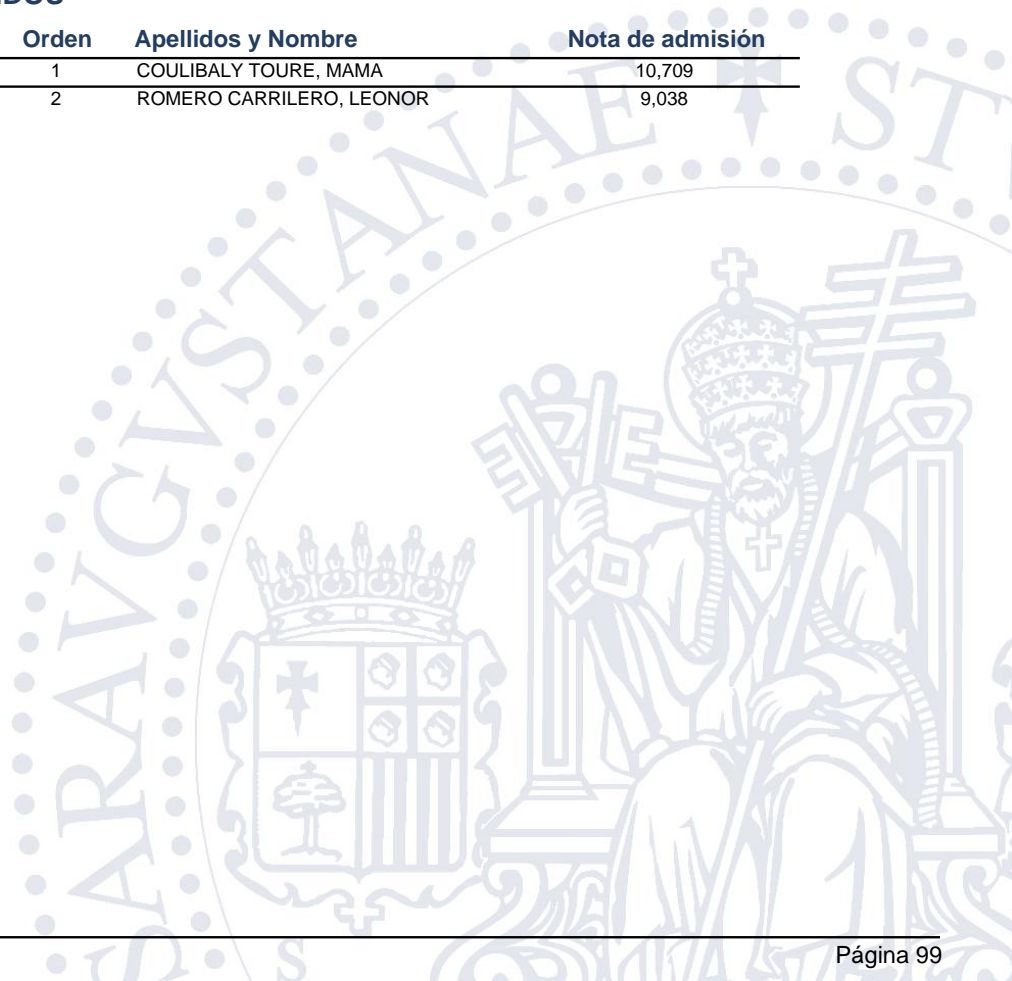 IDOS
Orden Apellidos y Nombre Nota de admisión
1 COULIBALY TOURE, MAMA 10,709
2 ROMERO CARRILERO, LEONOR 9,038
Página 99